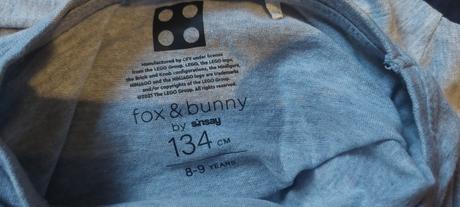 Manufactured by LPP under license
from the LEGO Group. LEGO, the LEGO logo,
the Brick and Knob configurations, the Minifigure,
NINJAGO and the NINJAGO logo are trademarks
and/or copyrights of the LEGO Group.
©2021 The LEGO Group. All rights reserved.
fox & bunny
by sinsay
134 CM
8-9 YEARS